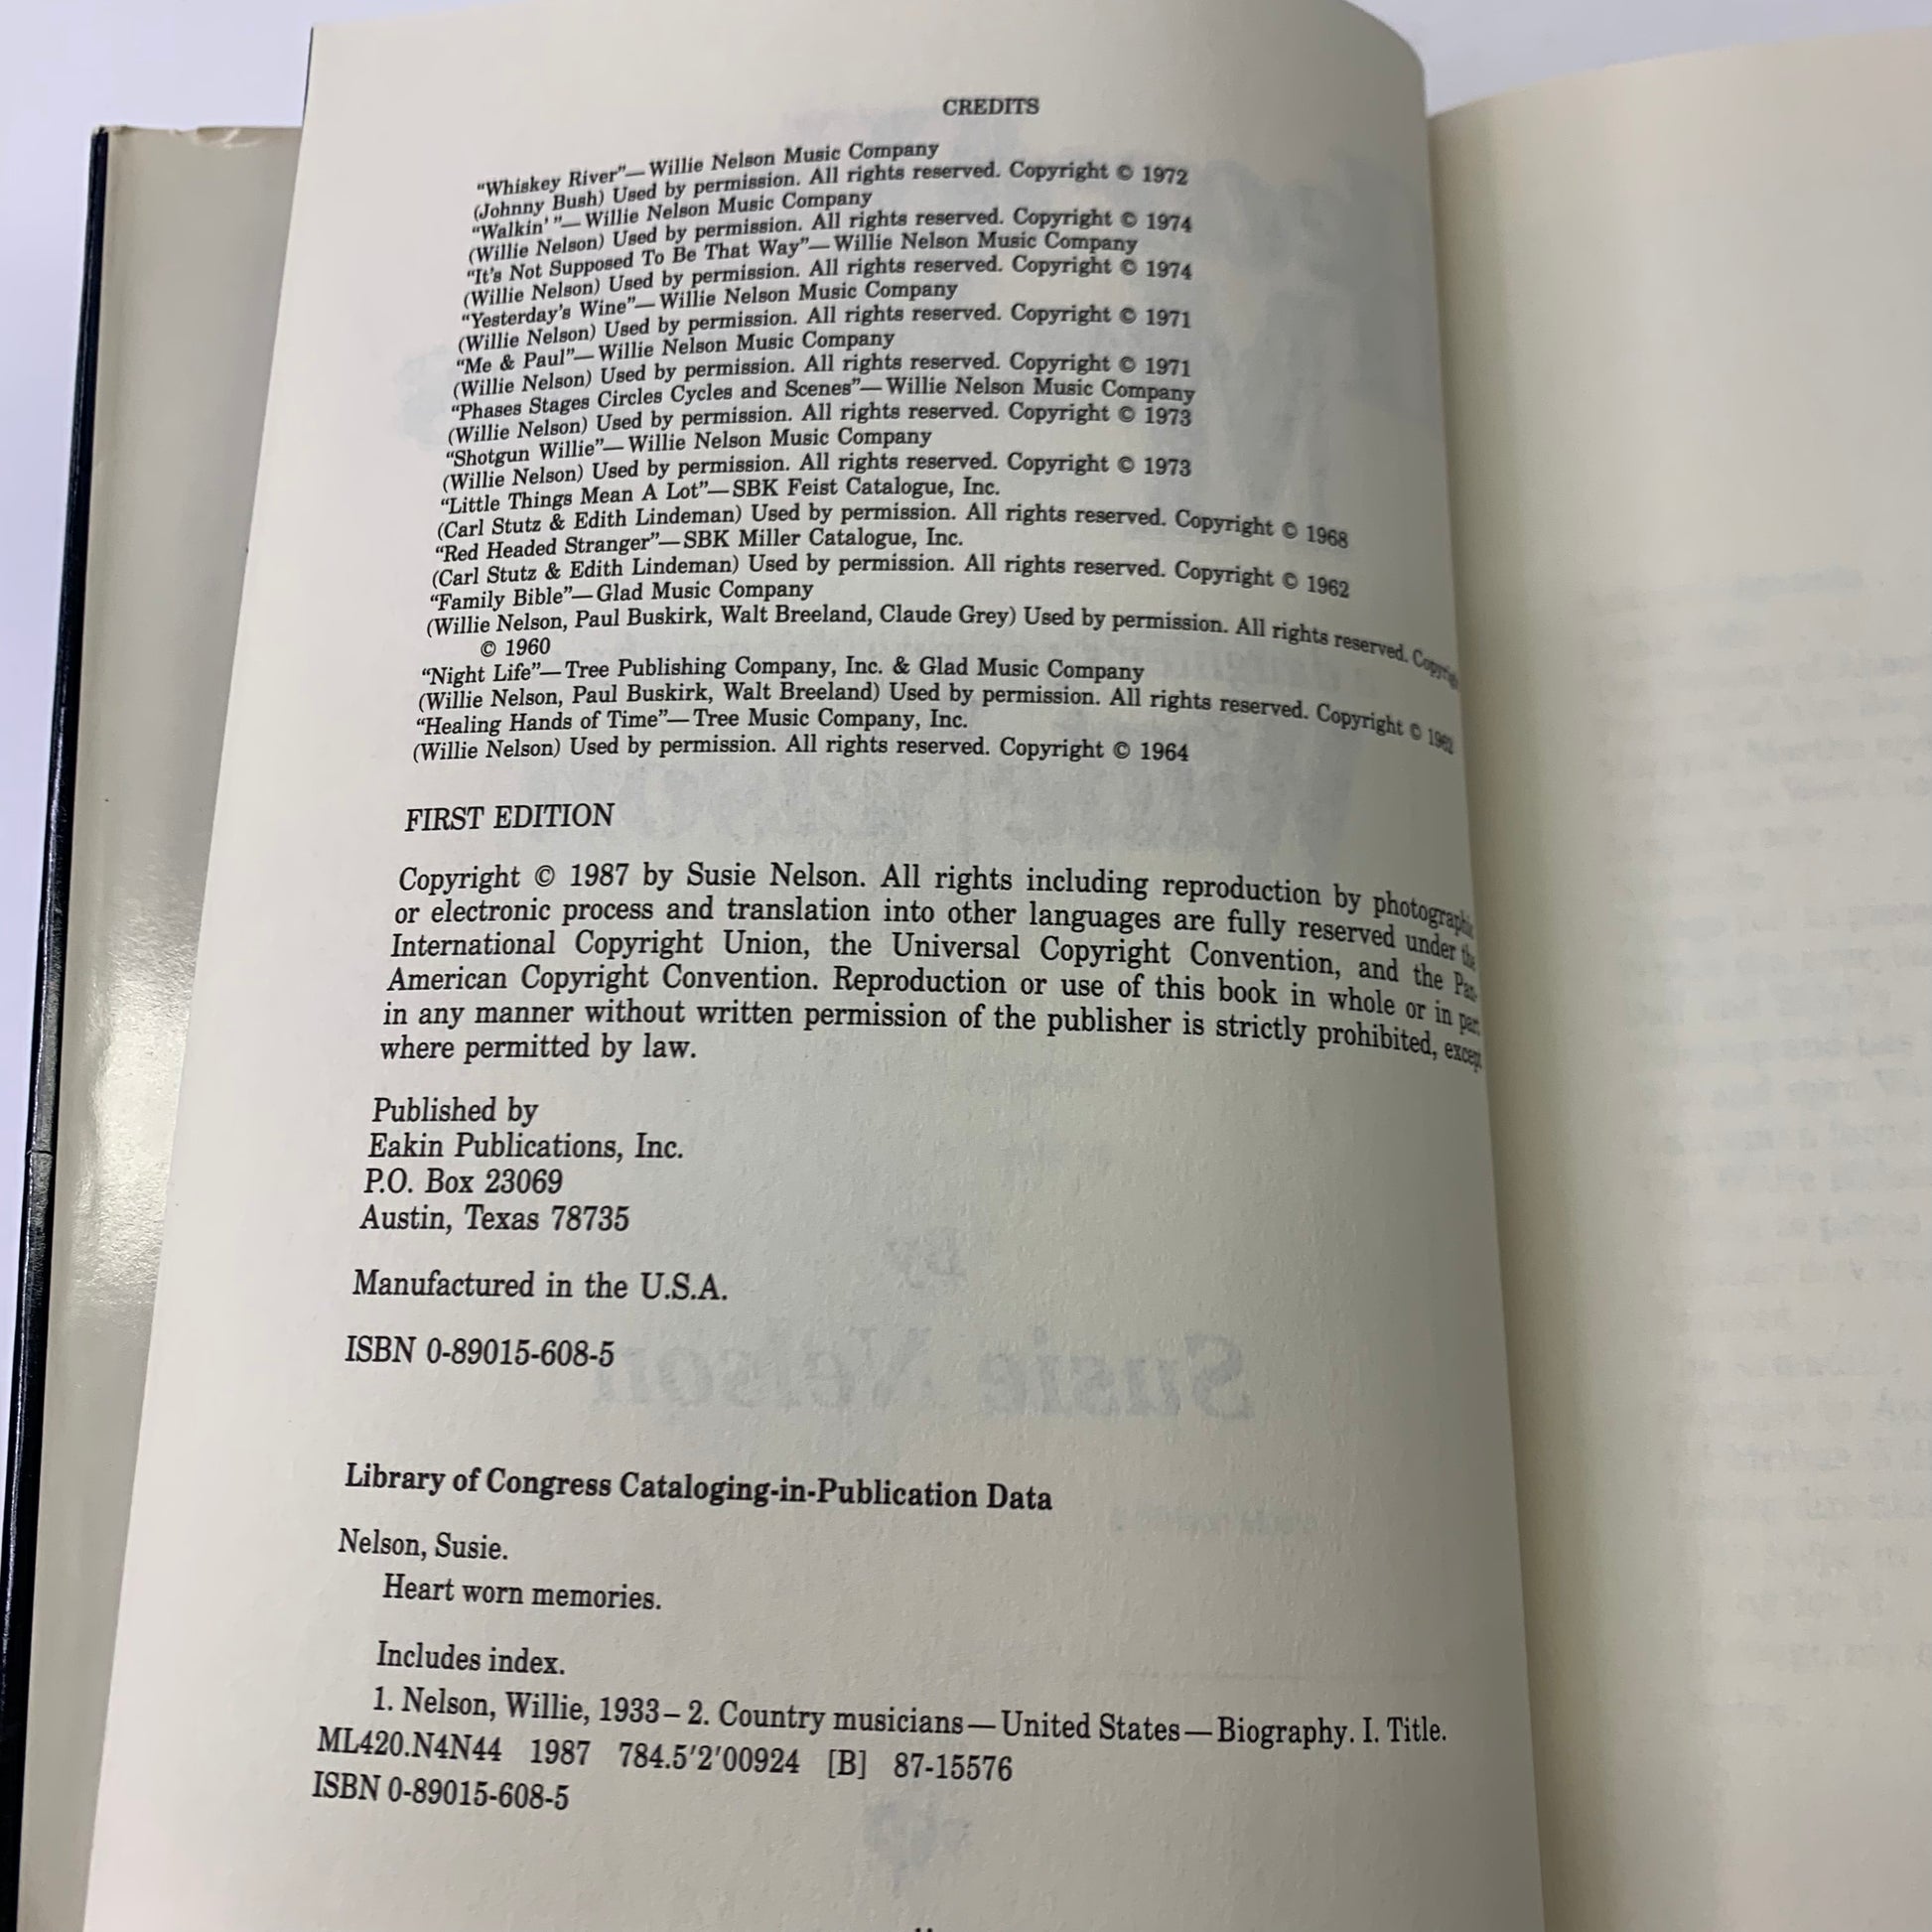 CREDITS
“Whiskey River”—Willie Nelson Music Company
(Johnny Bush) Used by permission. All rights reserved. Copyright © 1972
“Walkin’ ”—Willie Nelson Music Company
(Willie Nelson) Used by permission. All rights reserved. Copyright © 1974
“It’s Not Supposed To Be That Way”—Willie Nelson Music Company
(Willie Nelson) Used by permission. All rights reserved. Copyright © 1974
“Yesterday’s Wine”—Willie Nelson Music Company
(Willie Nelson) Used by permission. All rights reserved. Copyright © 1971
“Me & Paul”—Willie Nelson Music Company
(Willie Nelson) Used by permission. All rights reserved. Copyright © 1971
“Phases Stages Circles Cycles and Scenes”—Willie Nelson Music Company
(Willie Nelson) Used by permission. All rights reserved. Copyright © 1973
“Shotgun Willie”—Willie Nelson Music Company
(Willie Nelson) Used by permission. All rights reserved. Copyright © 1973
“Little Things Mean A Lot”—SBK Feist Catalogue, Inc.
(Carl Stutz & Edith Lindeman) Used by permission. All rights reserved. Copyright © 1968
“Red Headed Stranger”—SBK Miller Catalogue, Inc.
(Carl Stutz & Edith Lindeman) Used by permission. All rights reserved. Copyright © 1962
“Family Bible”—Glad Music Company
(Willie Nelson, Paul Buskirk, Walt Breeland, Claude Grey) Used by permission. All rights reserved.
© 1960
“Night Life”—Tree Publishing Company, Inc. & Glad Music Company
(Willie Nelson, Paul Buskirk, Walt Breeland) Used by permission. All rights reserved. Copyright © 1962
“Healing Hands of Time”—Tree Music Company, Inc.
(Willie Nelson) Used by permission. All rights reserved. Copyright © 1964
FIRST EDITION
Copyright © 1987 by Susie Nelson. All rights including reproduction by photographic
or electronic process and translation into other languages are fully reserved under the
International Copyright Union, the Universal Copyright Convention, and the Pan-
American Copyright Convention. Reproduction or use of this book in whole or in
in any manner without written permission of the publisher is strictly prohibited,
where permitted by law.
Published by
Eakin Publications, Inc.
P.O. Box 23069
Austin, Texas 78735
Manufactured in the U.S.A.
ISBN 0-89015-608-5
Library of Congress Cataloging-in-Publication Data
Nelson, Susie.
Heart worn memories.
Includes index.
1. Nelson, Willie, 1933– 2. Country musicians—United States—Biography. I. Title.
ML420.N4N44 1987 784.5′2′00924 [B] 87-15576
ISBN 0-89015-608-5